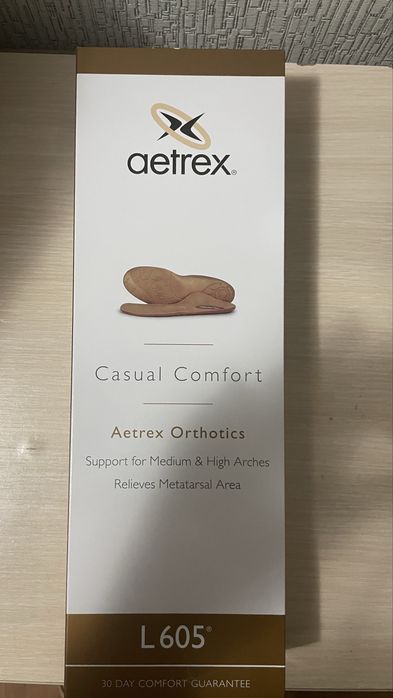 aetrex®
Casual Comfort
Aetrex Orthotics
Support for Medium & High Arches
Relieves Metatarsal Area
L605®
30 DAY COMFORT GUARANTEE